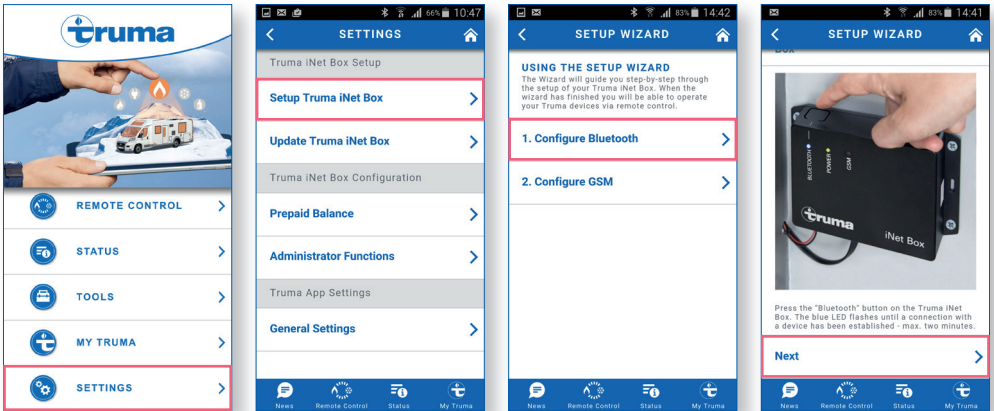 truma
REMOTE CONTROL
STATUS
TOOLS
MY TRUMA
SETTINGS
66% 10:47
SETTINGS
Truma iNet Box Setup
Setup Truma iNet Box
Update Truma iNet Box
Truma iNet Box Configuration
Prepaid Balance
Administrator Functions
Truma App Settings
General Settings
News Remote Control Status My Truma
83% 14:42
SETUP WIZARD
USING THE SETUP WIZARD
The Wizard will guide you step-by-step through
the setup of your Truma iNet Box. When the
wizard has finished you will be able to operate
your Truma devices via remote control.
1. Configure Bluetooth
2. Configure GSM
News Remote Control Status My Truma
83% 14:41
SETUP WIZARD
Box
BLUETOOTH
POWER
GSM
truma
iNet Box
Press the "Bluetooth" button on the Truma iNet
Box. The blue LED flashes until a connection with
a device has been established - max. two minutes.
Next
News Remote Control Status My Truma